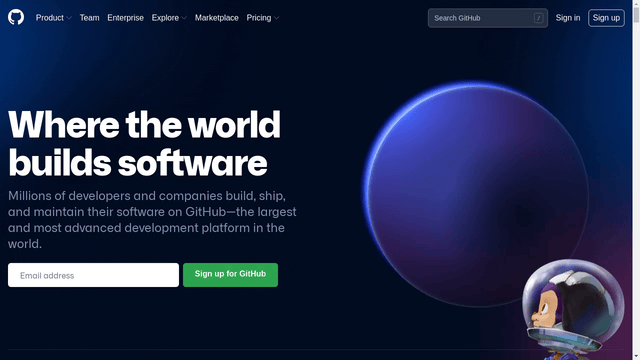 Product Team Enterprise Explore Marketplace Pricing Search GitHub / Sign in Sign up
Where the world
builds software
Millions of developers and companies build, ship,
and maintain their software on GitHub—the largest
and most advanced development platform in the
world.
Email address Sign up for GitHub